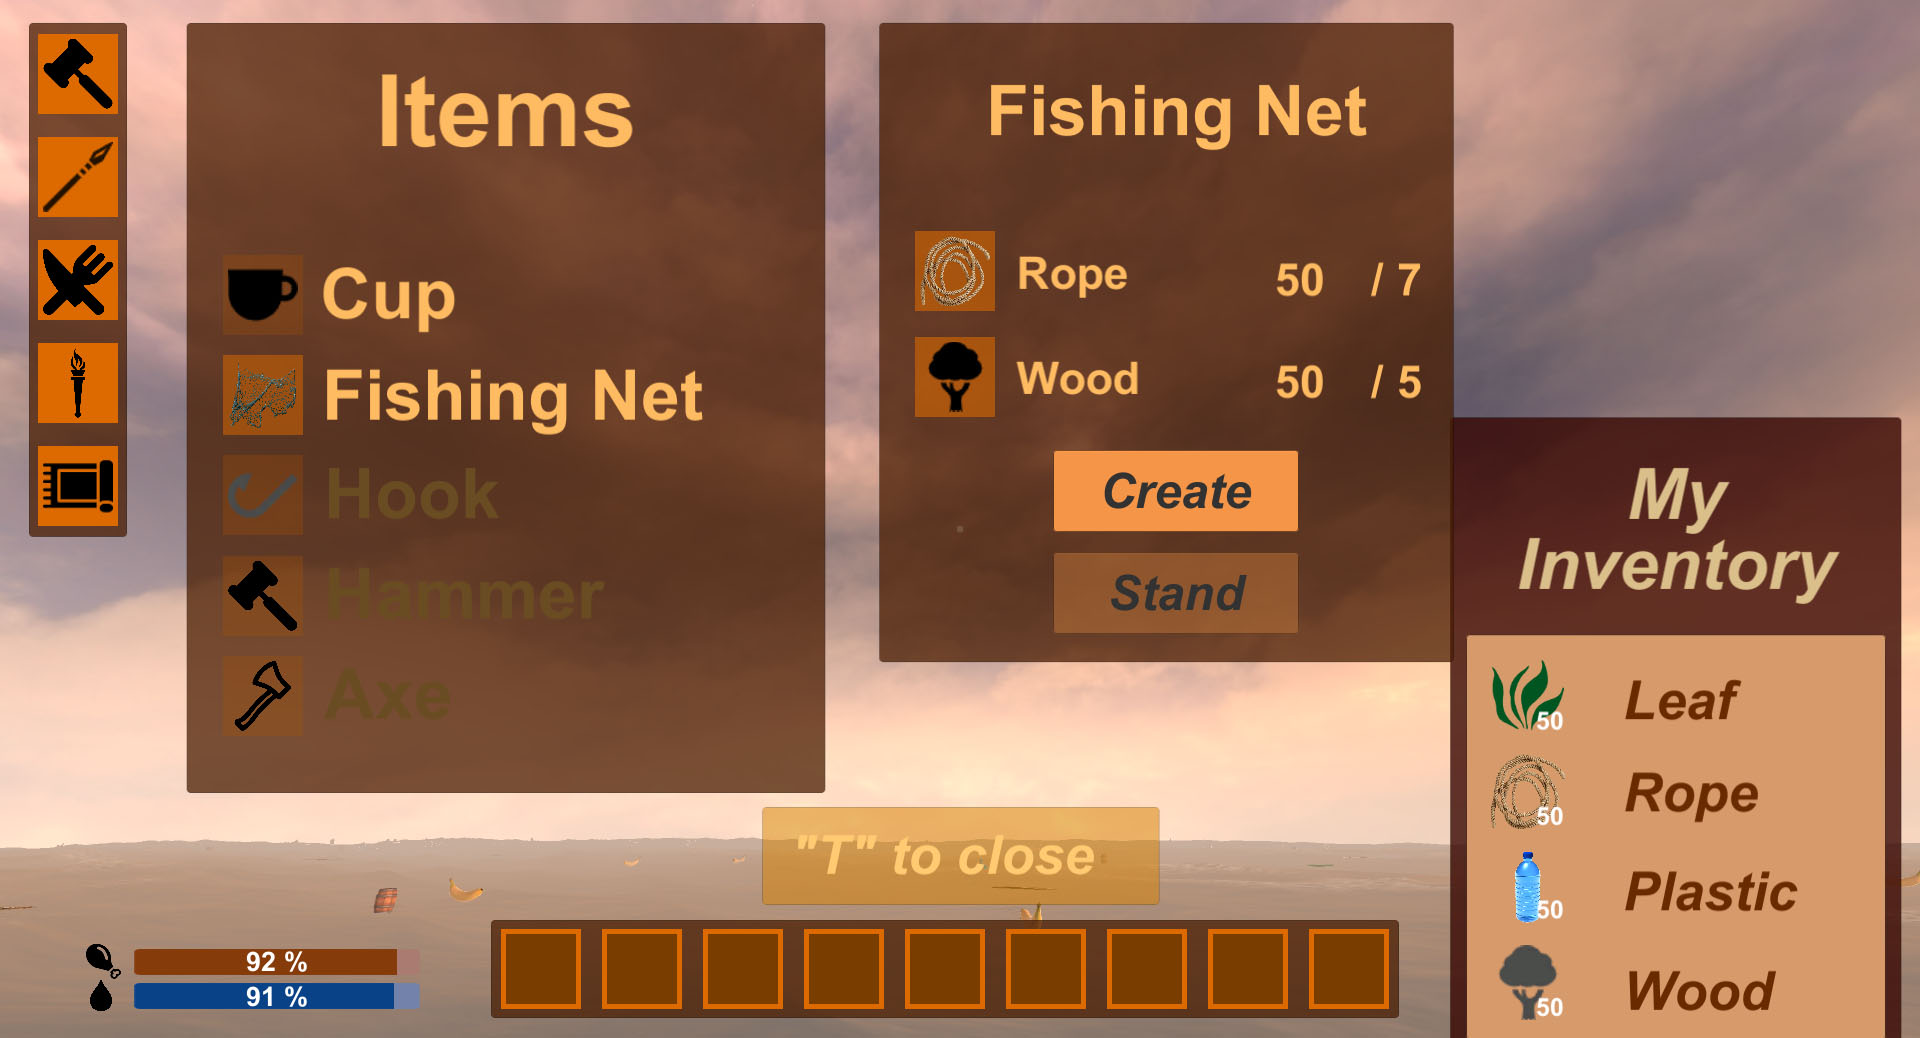 Items
Cup
Fishing Net
Hook
Hammer
Axe
Fishing Net
Rope 50 / 7
Wood 50 / 5
Create
Stand
My
Inventory
50 Leaf
50 Rope
50 Plastic
50 Wood
"T" to close
92 %
91 %